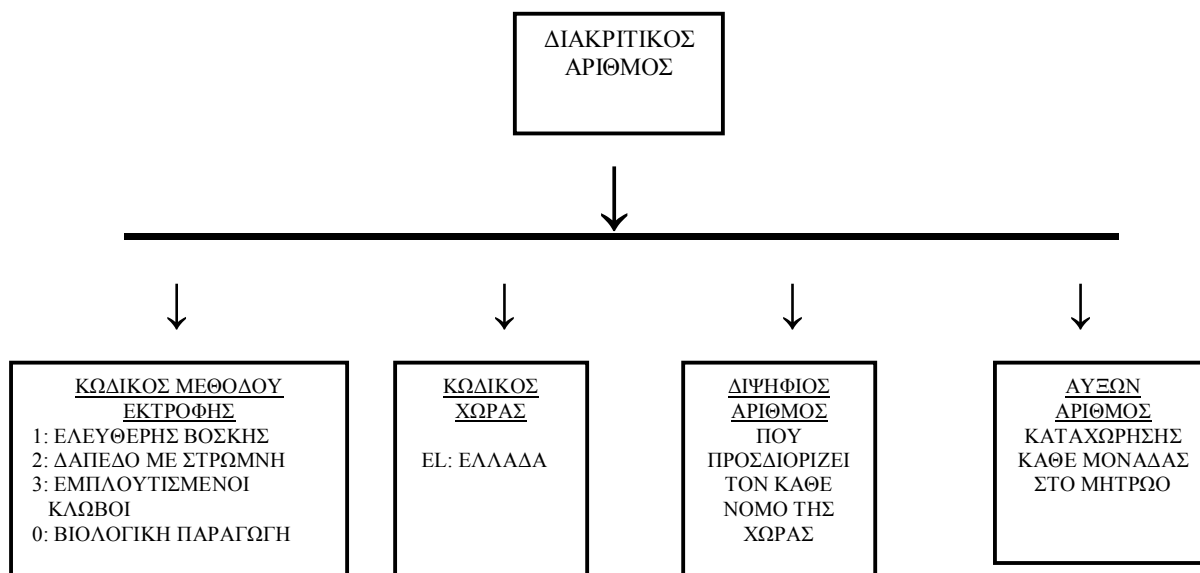 ΔΙΑΚΡΙΤΙΚΟΣ
ΑΡΙΘΜΟΣ
ΚΩΔΙΚΟΣ ΜΕΘΟΔΟΥ
ΕΚΤΡΟΦΗΣ
1: ΕΛΕΥΘΕΡΗΣ ΒΟΣΚΗΣ
2: ΔΑΠΕΔΟ ΜΕ ΣΤΡΩΜΝΗ
3: ΕΜΠΛΟΥΤΙΣΜΕΝΟΙ
ΚΛΩΒΟΙ
0: ΒΙΟΛΟΓΙΚΗ ΠΑΡΑΓΩΓΗ
ΚΩΔΙΚΟΣ
ΧΩΡΑΣ
EL: ΕΛΛΑΔΑ
ΔΙΨΗΦΙΟΣ
ΑΡΙΘΜΟΣ
ΠΟΥ
ΠΡΟΣΔΙΟΡΙΖΕΙ
ΤΟΝ ΚΑΘΕ
ΝΟΜΟ ΤΗΣ
ΧΩΡΑΣ
ΑΥΞΩΝ
ΑΡΙΘΜΟΣ
ΚΑΤΑΧΩΡΗΣΗΣ
ΚΑΘΕ ΜΟΝΑΔΑΣ
ΣΤΟ ΜΗΤΡΩΟ